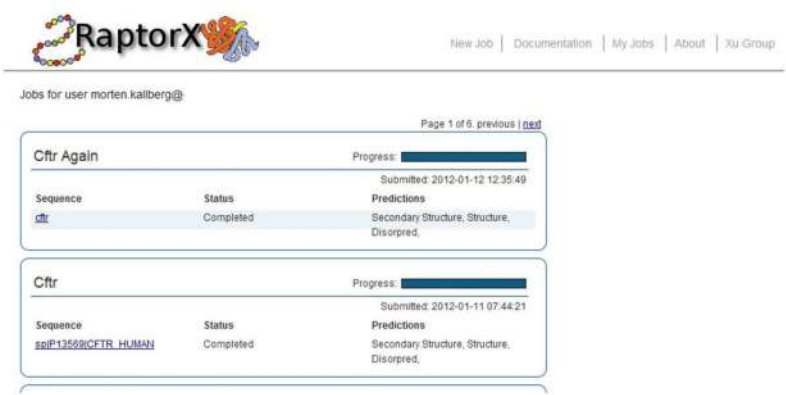 RaptorX
New Job | Documentation | My Jobs | About | Xu Group
Jobs for user morten.kallberg@
Page 1 of 6. previous | next
Cftr Again Progress:
Submitted: 2012-01-12 12:35:49
Sequence Status Predictions
cftr Completed Secondary Structure, Structure,
Disorpred,
Cftr Progress:
Submitted: 2012-01-11 07:44:21
Sequence Status Predictions
sp|P13569|CFTR_HUMAN Completed Secondary Structure, Structure,
Disorpred,